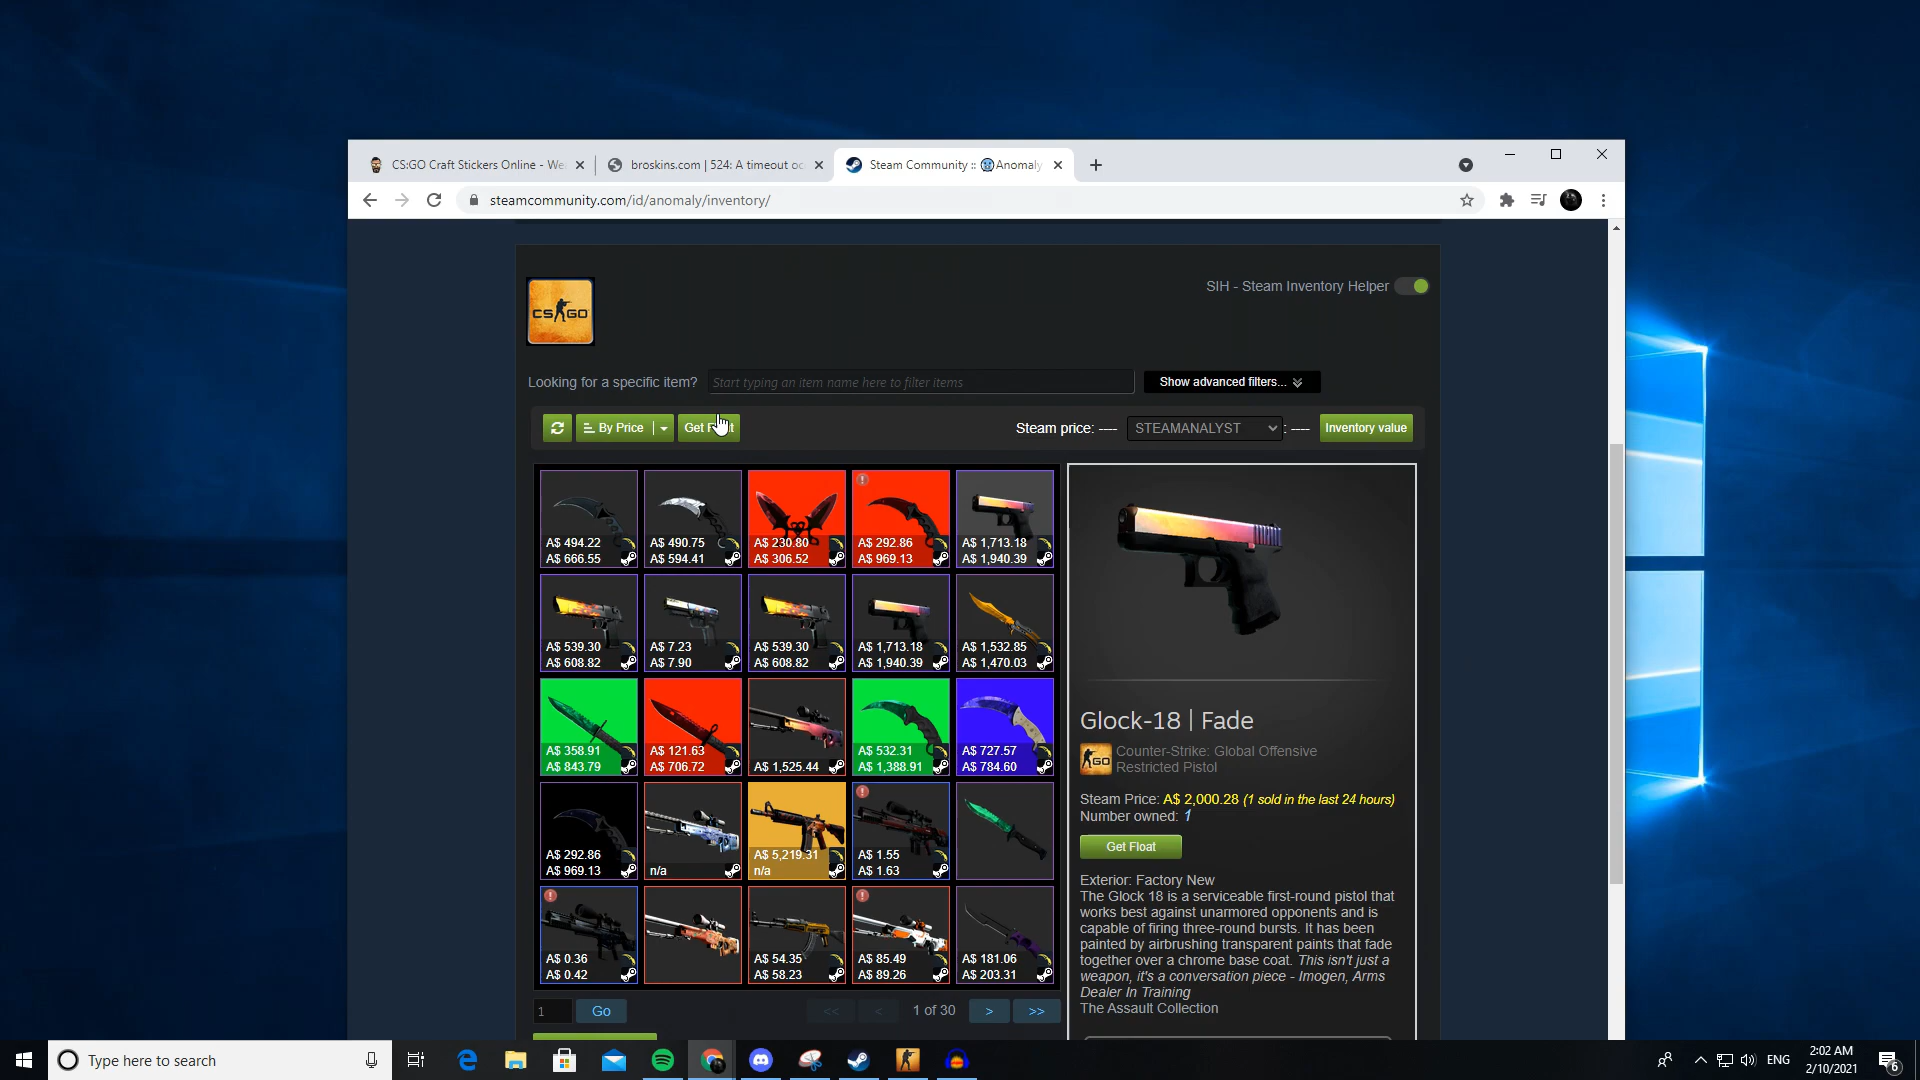 CS:GO Craft Stickers Online - We
broskins.com | 524: A timeout oc
Steam Community :: Anomaly
steamcommunity.com/id/anomaly/inventory/
CS GO
SIH - Steam Inventory Helper
Looking for a specific item?
Start typing an item name here to filter items
Show advanced filters...
By Price
Get
Steam price: ----
STEAMANALYST
: ----
Inventory value
A$ 494.22
A$ 666.55
A$ 490.75
A$ 594.41
A$ 230.80
A$ 306.52
A$ 292.86
A$ 969.13
A$ 1,713.18
A$ 1,940.39
A$ 539.30
A$ 608.82
A$ 7.23
A$ 7.90
A$ 539.30
A$ 608.82
A$ 1,713.18
A$ 1,940.39
A$ 1,532.85
A$ 1,470.03
A$ 358.91
A$ 843.79
A$ 121.63
A$ 706.72
A$ 1,525.44
A$ 532.31
A$ 1,388.91
A$ 727.57
A$ 784.60
A$ 292.86
A$ 969.13
n/a
A$ 5,219.31
n/a
A$ 1.55
A$ 1.63
A$ 0.36
A$ 0.42
A$ 54.35
A$ 58.23
A$ 85.49
A$ 89.26
A$ 181.06
A$ 203.31
1
Go
<<
<
1 of 30
>
>>
Glock-18 | Fade
GO
Counter-Strike: Global Offensive
Restricted Pistol
Steam Price: A$ 2,000.28 (1 sold in the last 24 hours)
Number owned: 1
Get Float
Exterior: Factory New
The Glock 18 is a serviceable first-round pistol that
works best against unarmored opponents and is
capable of firing three-round bursts. It has been
painted by airbrushing transparent paints that fade
together over a chrome base coat. This isn't just a
weapon, it's a conversation piece - Imogen, Arms
Dealer In Training
The Assault Collection
Type here to search
ENG
2:02 AM
2/10/2021
6